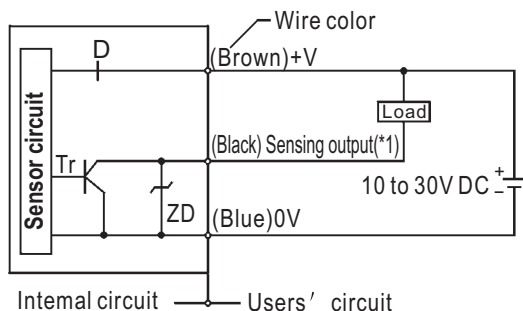 Wire color
D
(Brown)+V
Load
Sensor circuit
(Black) Sensing output(*1)
Tr
+
10 to 30V DC
–
ZD
(Blue)0V
Intemal circuit
Users' circuit